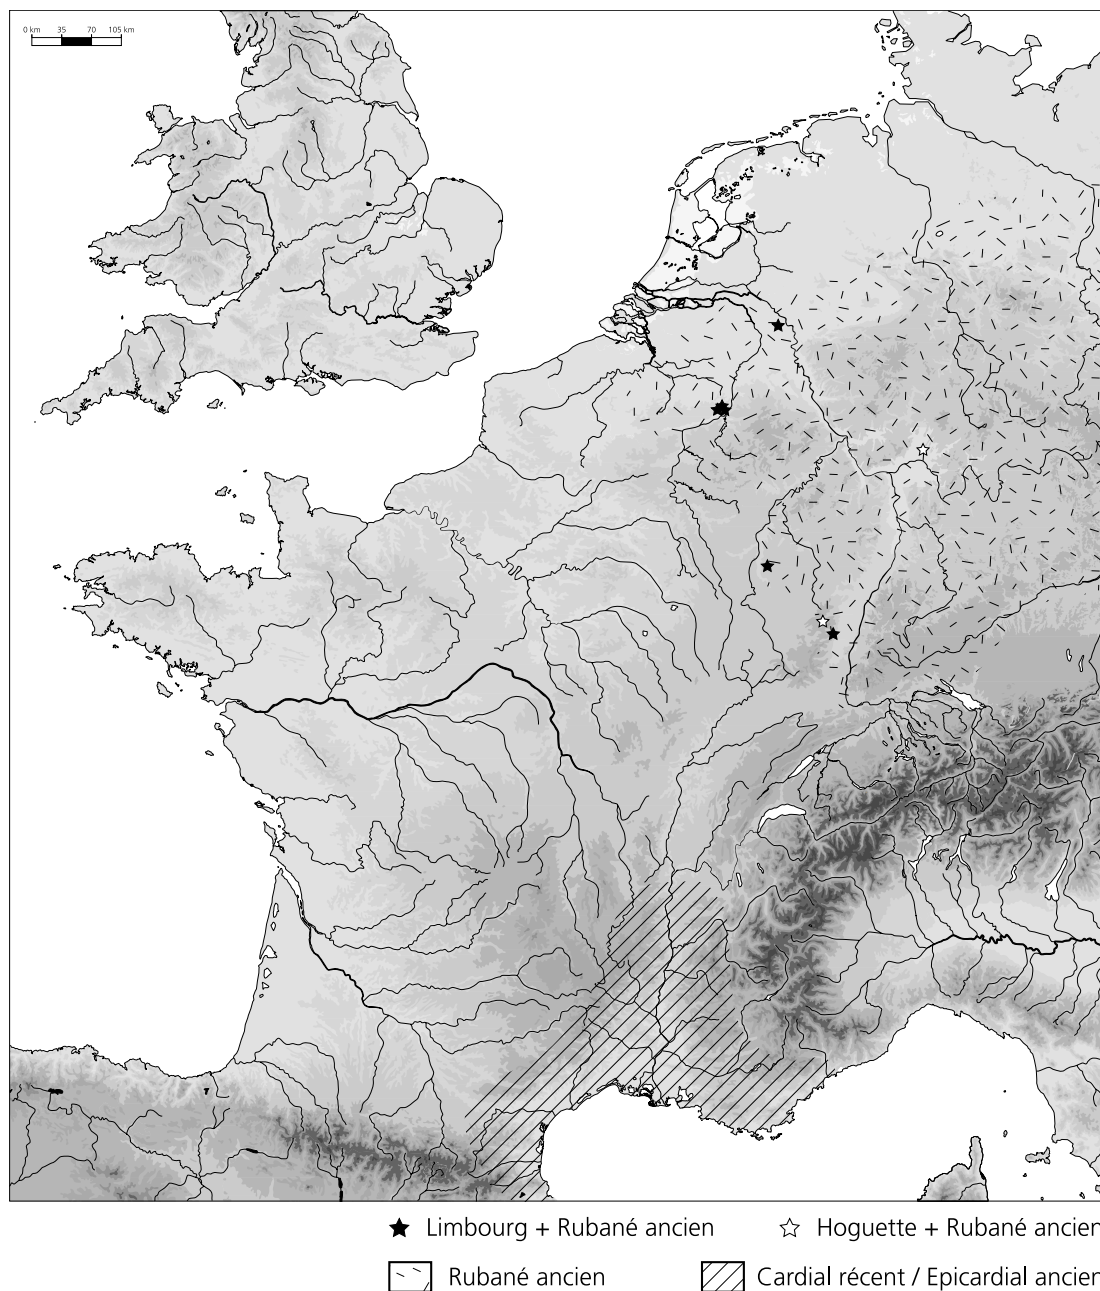 0 km 35 70 105 km
Limbourg + Rubané ancien
Hoguette + Rubané ancien
Rubané ancien
Cardial récent / Epicardial ancien